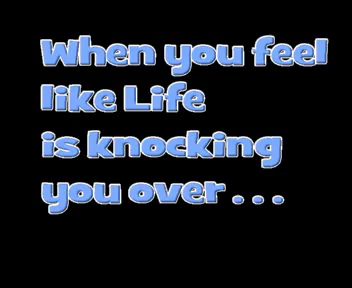 When you feel
like Life
is knocking
you over . . .